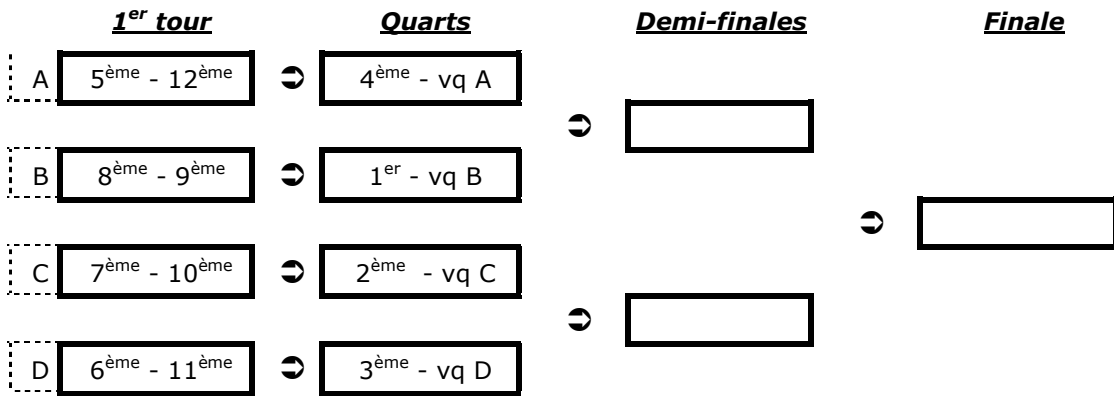 1er tour Quarts Demi-finales Finale
A 5ème - 12ème ➲ 4ème - vq A
➲
B 8ème - 9ème ➲ 1er - vq B
➲
C 7ème - 10ème ➲ 2ème - vq C
➲
D 6ème - 11ème ➲ 3ème - vq D